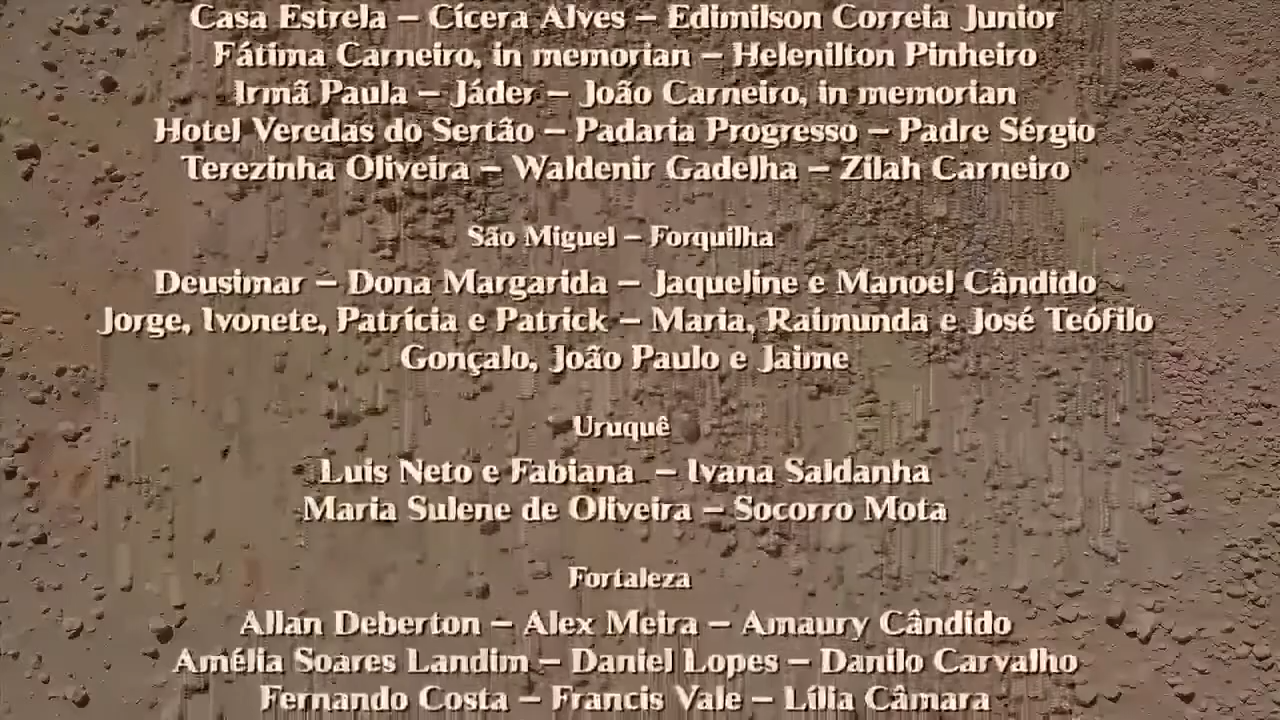 Casa Estrela – Cícera Alves – Edimilson Correia Junior
Fátima Carneiro, in memorian – Helenilton Pinheiro
Irmã Paula – Jáder – João Carneiro, in memorian
Hotel Veredas do Sertão – Padaria Progresso – Padre Sérgio
Terezinha Oliveira – Waldenir Gadelha – Zilah Carneiro
São Miguel – Forquilha
Deusimar – Dona Margarida – Jaqueline e Manoel Cândido
Jorge, Ivonete, Patrícia e Patrick – Maria, Raimunda e José Teófilo
Gonçalo, João Paulo e Jaime
Uruquê
Luis Neto e Fabiana – Ivana Saldanha
Maria Sulene de Oliveira – Socorro Mota
Fortaleza
Allan Deberton – Alex Meira – Amaury Cândido
Amélia Soares Landim – Daniel Lopes – Danilo Carvalho
Fernando Costa – Francis Vale – Lília Câmara